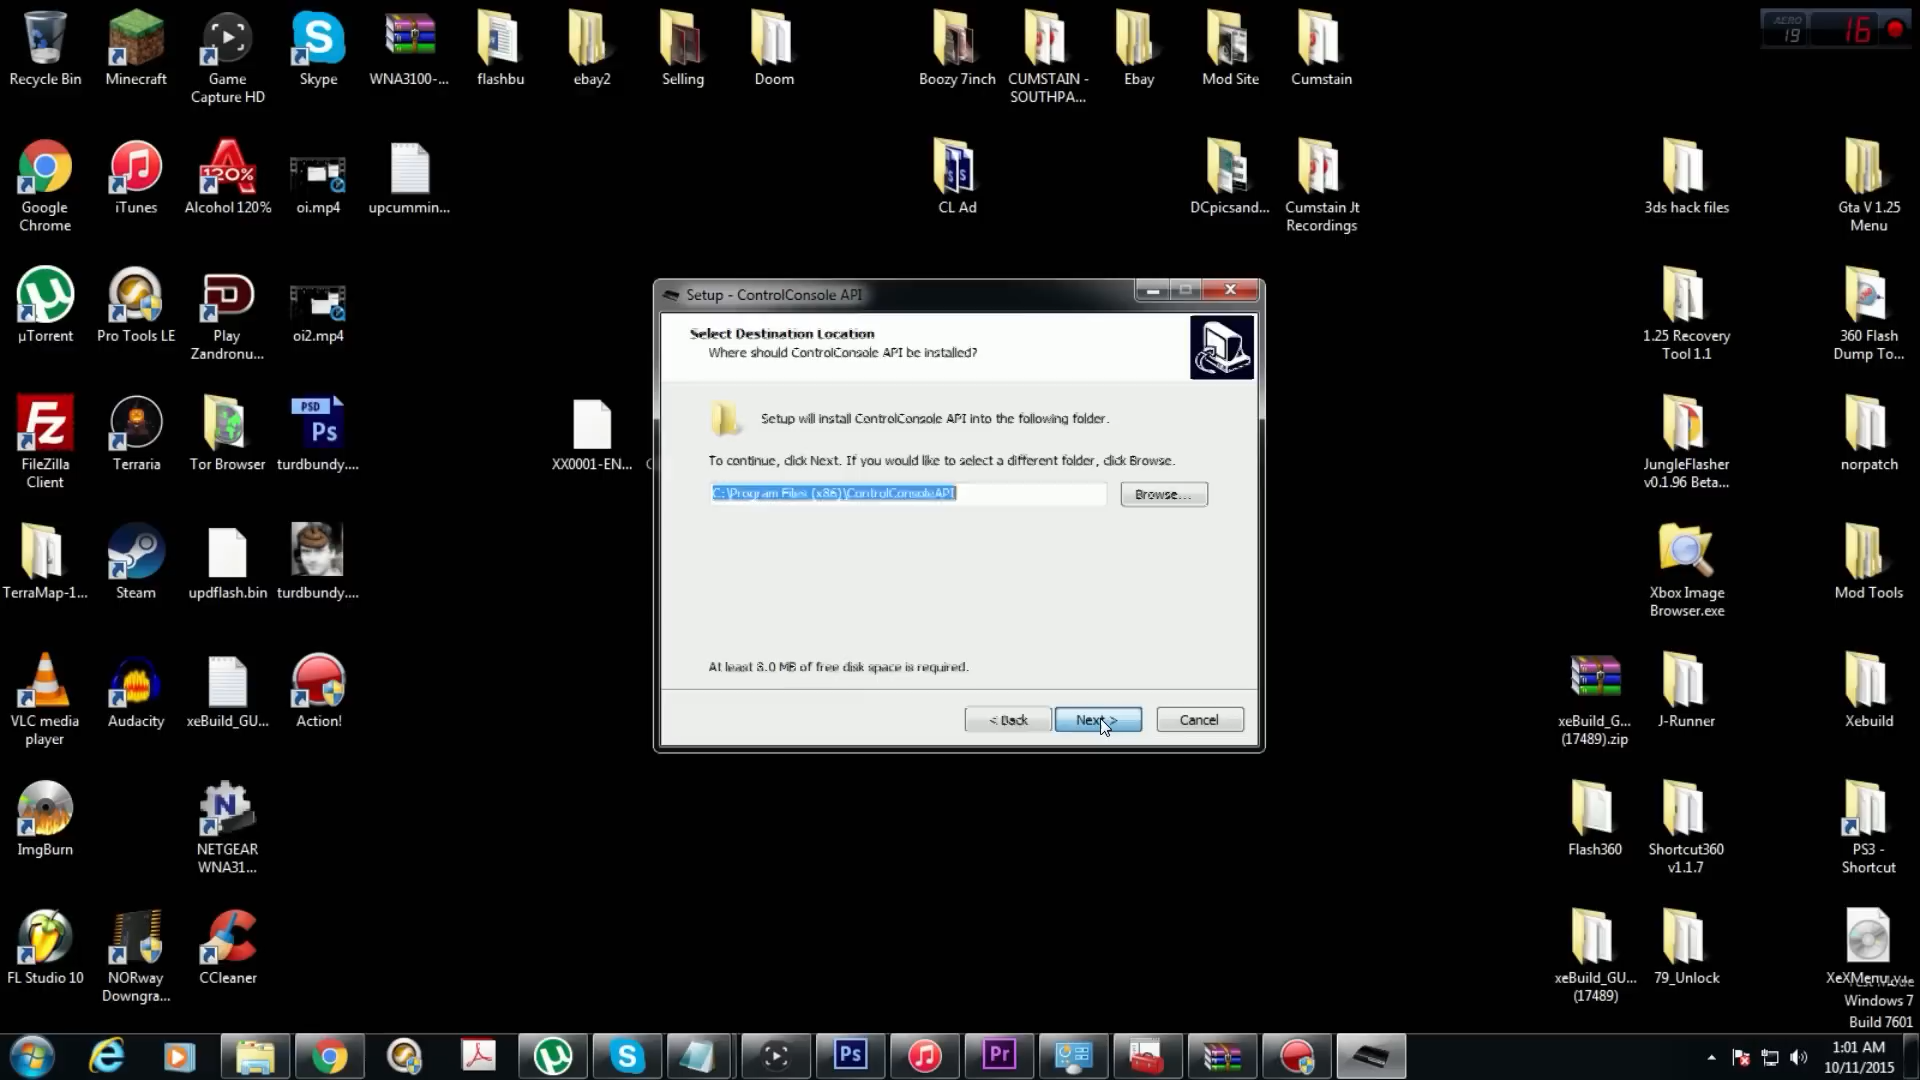 Recycle Bin
Minecraft
Game
Capture HD
Skype
WNA3100-...
flashbu
ebay2
Selling
Doom
Boozy 7inch
CUMSTAIN -
SOUTHPA...
Ebay
Mod Site
Cumstain
AERO
19
16
Google
Chrome
iTunes
120%
Alcohol 120%
oi.mp4
upcummin...
CL Ad
DCpicsand...
Cumstain Jt
Recordings
3ds hack files
Gta V 1.25
Menu
µTorrent
Pro Tools LE
Play
Zandronu...
oi2.mp4
1.25 Recovery
Tool 1.1
360 Flash
Dump To...
FileZilla
Client
Terraria
Tor Browser
PSD
Ps
turdbundy....
XX0001-EN...
JungleFlasher
v0.1.96 Beta...
norpatch
TerraMap-1...
Steam
updflash.bin
turdbundy....
Xbox Image
Browser.exe
Mod Tools
VLC media
player
Audacity
xeBuild_GU...
Action!
xeBuild_G...
(17489).zip
J-Runner
Xebuild
ImgBurn
NETGEAR
WNA31...
Flash360
Shortcut360
v1.1.7
PS3 -
Shortcut
FL Studio 10
NORway
Downgra...
CCleaner
xeBuild_GU...
(17489)
79_Unlock
XeXMenu_v...
Setup - ControlConsole API
Select Destination Location
Where should ControlConsole API be installed?
Setup will install ControlConsole API into the following folder.
To continue, click Next. If you would like to select a different folder, click Browse.
C:\Program Files (x86)\ControlConsoleAPI
Browse...
At least 8.0 MB of free disk space is required.
< Back
Next >
Cancel
Windows 7
Build 7601
Ps
Pr
1:01 AM
10/11/2015